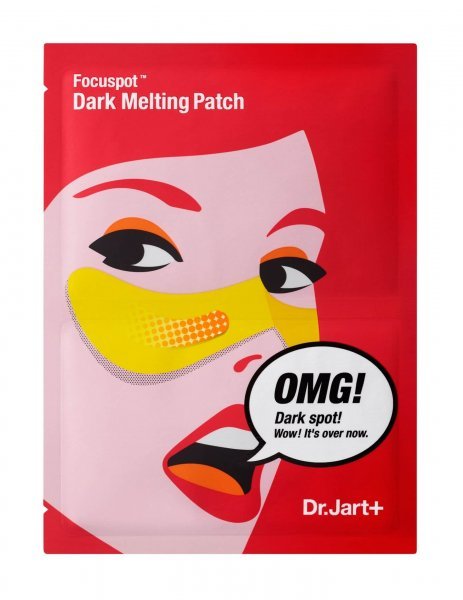 Focuspot™
Dark Melting Patch
OMG!
Dark spot!
Wow! It's over now.
Dr.Jart+